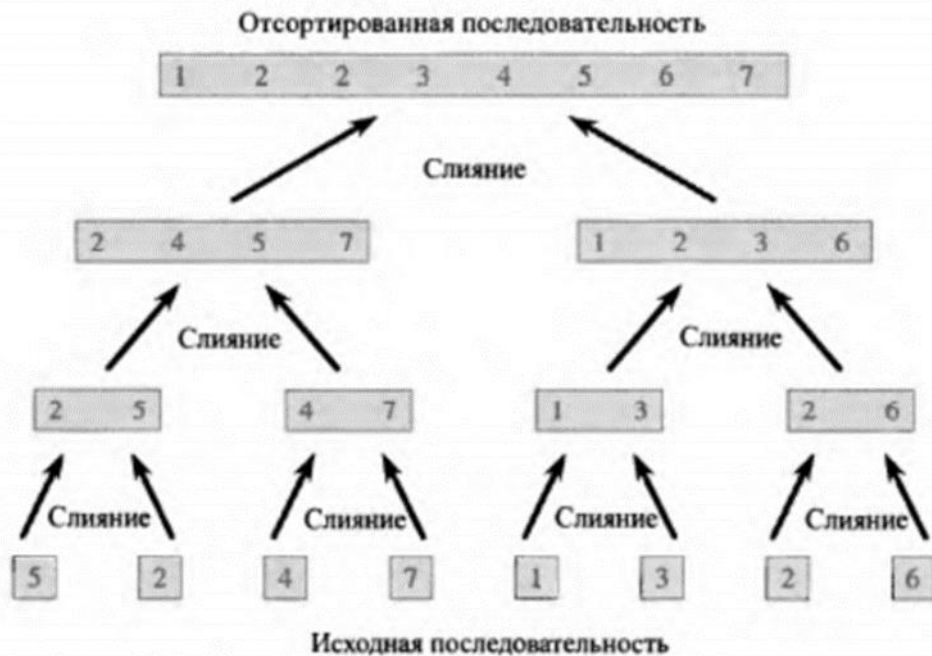 Отсортированная последовательность
1 2 2 3 4 5 6 7
Слияние
2 4 5 7
1 2 3 6
Слияние
Слияние
2 5
4 7
1 3
2 6
Слияние
Слияние
Слияние
Слияние
5
2
4
7
1
3
2
6
Исходная последовательность